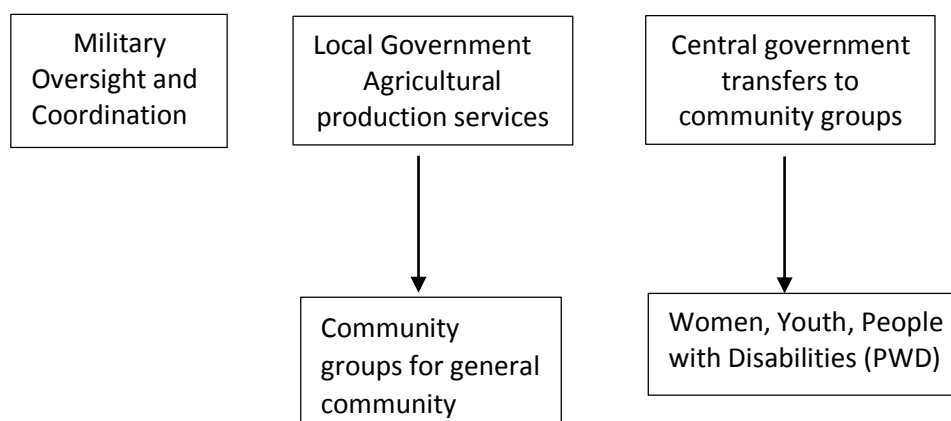 Military
Oversight and
Coordination
Local Government
Agricultural
production services
Central government
transfers to
community groups
Community
groups for general
community
Women, Youth, People
with Disabilities (PWD)